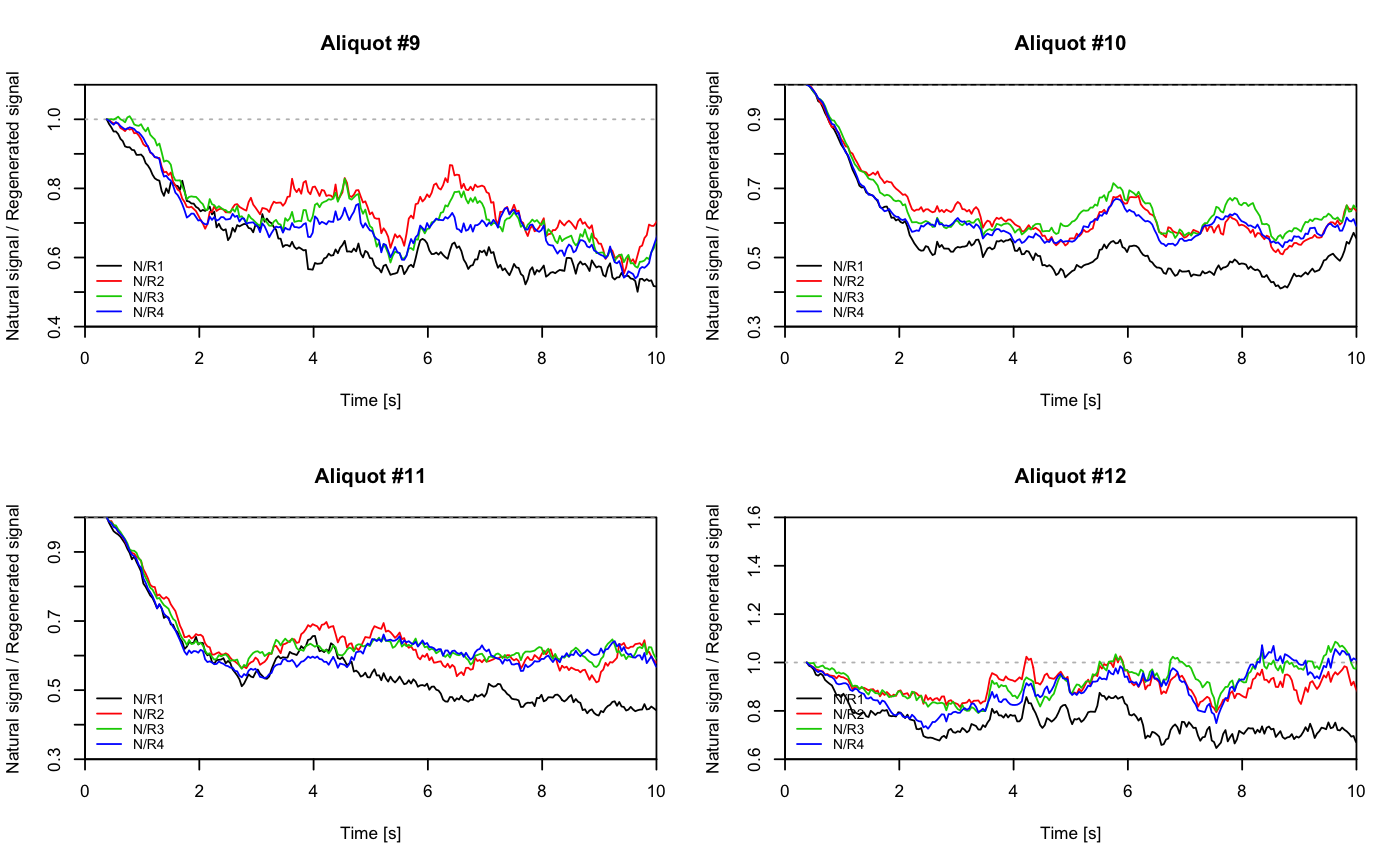 Aliquot #9
Natural signal / Regenerated signal
1.0
0.8
0.6
0.4
N/R1
N/R2
N/R3
N/R4
0 2 4 6 8 10
Time [s]
Aliquot #10
Natural signal / Regenerated signal
0.9
0.7
0.5
0.3
N/R1
N/R2
N/R3
N/R4
0 2 4 6 8 10
Time [s]
Aliquot #11
Natural signal / Regenerated signal
0.9
0.7
0.5
0.3
N/R1
N/R2
N/R3
N/R4
0 2 4 6 8 10
Time [s]
Aliquot #12
Natural signal / Regenerated signal
1.6
1.4
1.2
1.0
0.8
0.6
N/R1
N/R2
N/R3
N/R4
0 2 4 6 8 10
Time [s]